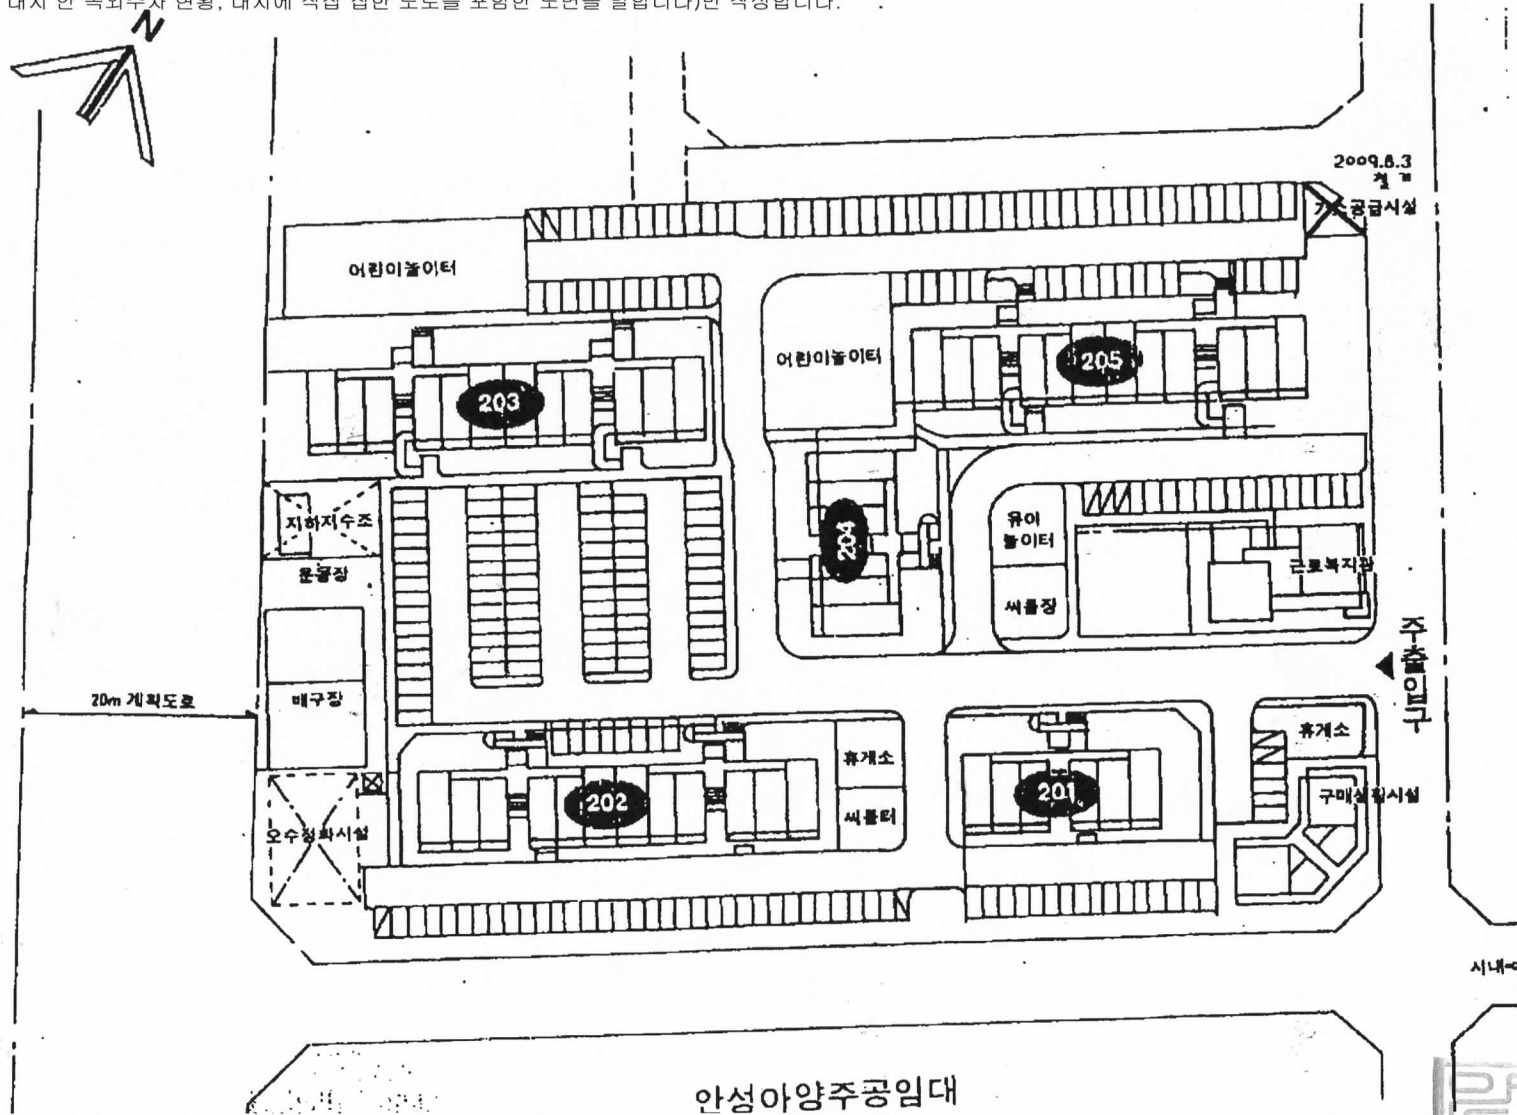 대지 안 옥외주차 현황, 대지에 직접 접한 도로를 포함한 도면을 말합니다)만 작성합니다.
N
2009.6.3
철거
가스공급시설
어린이놀이터
어린이놀이터
205
203
204
유아
놀이터
지하저수조
운동장
근로복지관
씨름장
주출입구
20m 계획도로
배구장
휴게소
휴게소
202
201
구매생활시설
씨름터
오수정화시설
시내
안성아양주공임대